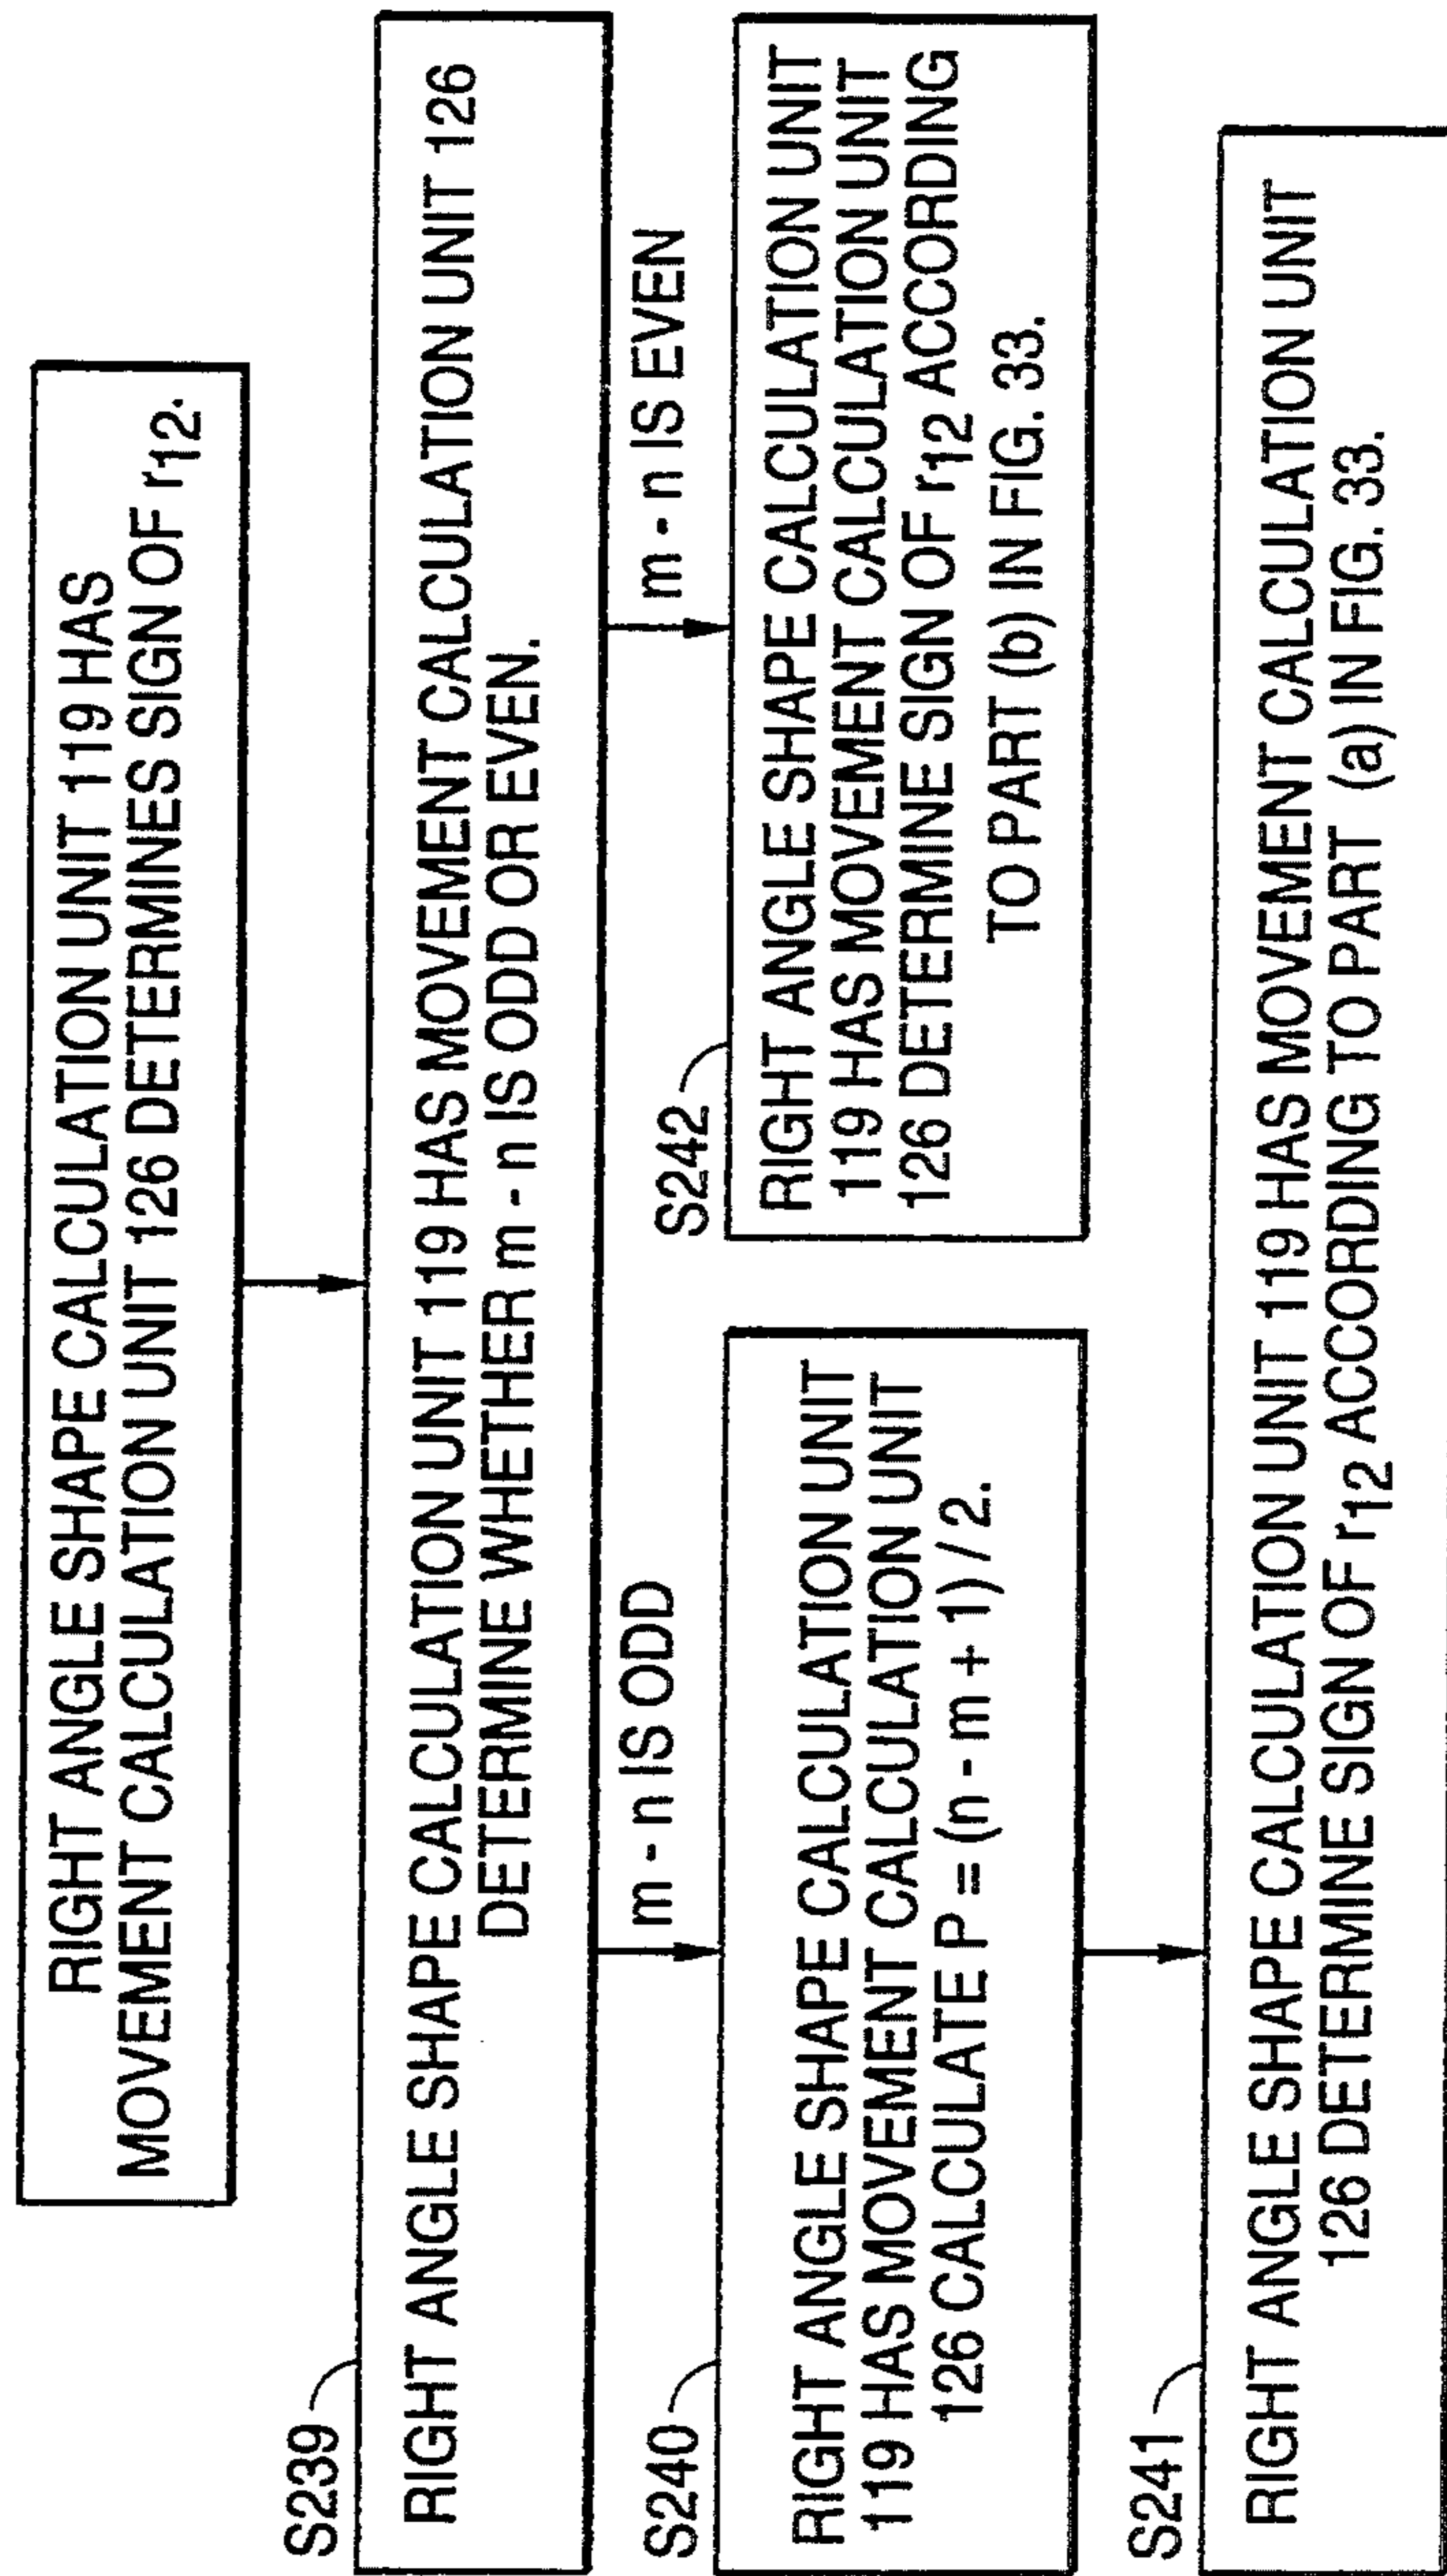 RIGHT ANGLE SHAPE CALCULATION UNIT 119 HAS
MOVEMENT CALCULATION UNIT 126 DETERMINES SIGN OF r12.
S239
RIGHT ANGLE SHAPE CALCULATION UNIT 119 HAS MOVEMENT CALCULATION UNIT 126
DETERMINE WHETHER m - n IS ODD OR EVEN.
m - n IS ODD
m - n IS EVEN
S240
RIGHT ANGLE SHAPE CALCULATION UNIT
119 HAS MOVEMENT CALCULATION UNIT
126 CALCULATE P = (n - m + 1) / 2.
S242
RIGHT ANGLE SHAPE CALCULATION UNIT
119 HAS MOVEMENT CALCULATION UNIT
126 DETERMINE SIGN OF r12 ACCORDING
TO PART (b) IN FIG. 33.
S241
RIGHT ANGLE SHAPE CALCULATION UNIT 119 HAS MOVEMENT CALCULATION UNIT
126 DETERMINE SIGN OF r12 ACCORDING TO PART (a) IN FIG. 33.